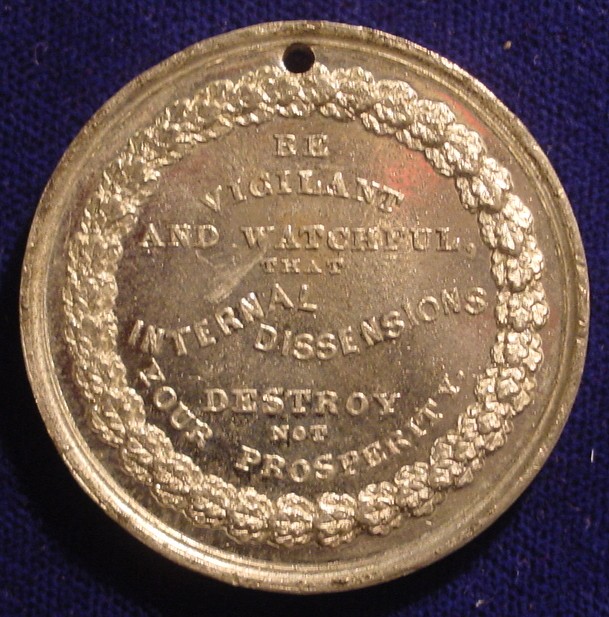 BE
VIGILANT
AND WATCHFUL,
THAT
INTERNAL
DISSENSIONS
DESTROY
NOT
YOUR PROSPERITY.